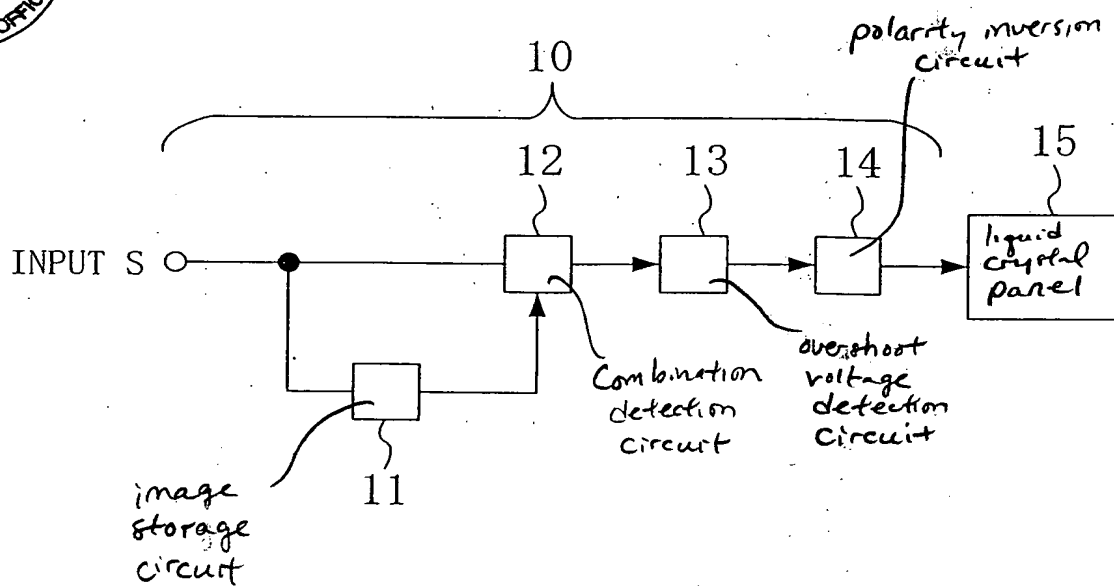 OFFIC
polarity inversion
circuit
10
12
13
14
15
INPUT S
liquid
crystal
panel
Combination
detection
circuit
overshoot
voltage
detection
circuit
11
image
storage
circuit